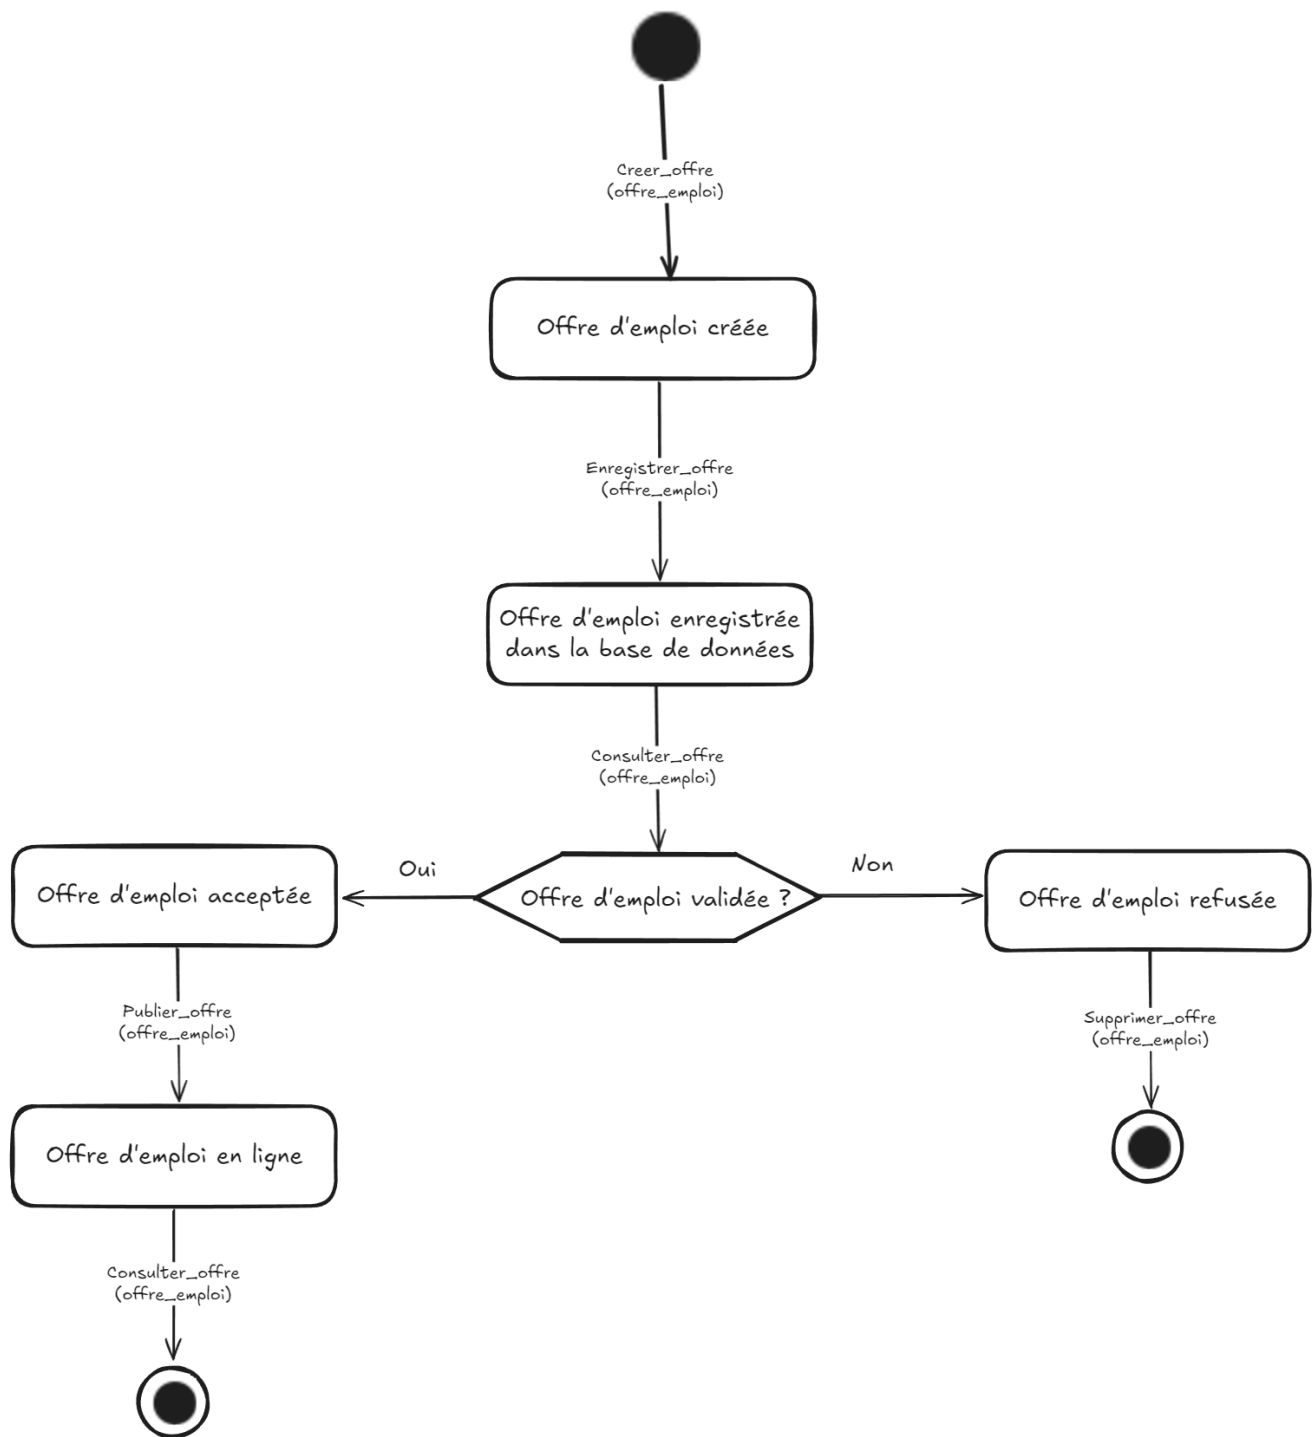 Creer_offre
(offre_emploi)
Offre d'emploi créée
Enregistrer_offre
(offre_emploi)
Offre d'emploi enregistrée
dans la base de données
Consulter_offre
(offre_emploi)
Offre d'emploi acceptée
Oui
Offre d'emploi validée ?
Non
Offre d'emploi refusée
Publier_offre
(offre_emploi)
Supprimer_offre
(offre_emploi)
Offre d'emploi en ligne
Consulter_offre
(offre_emploi)